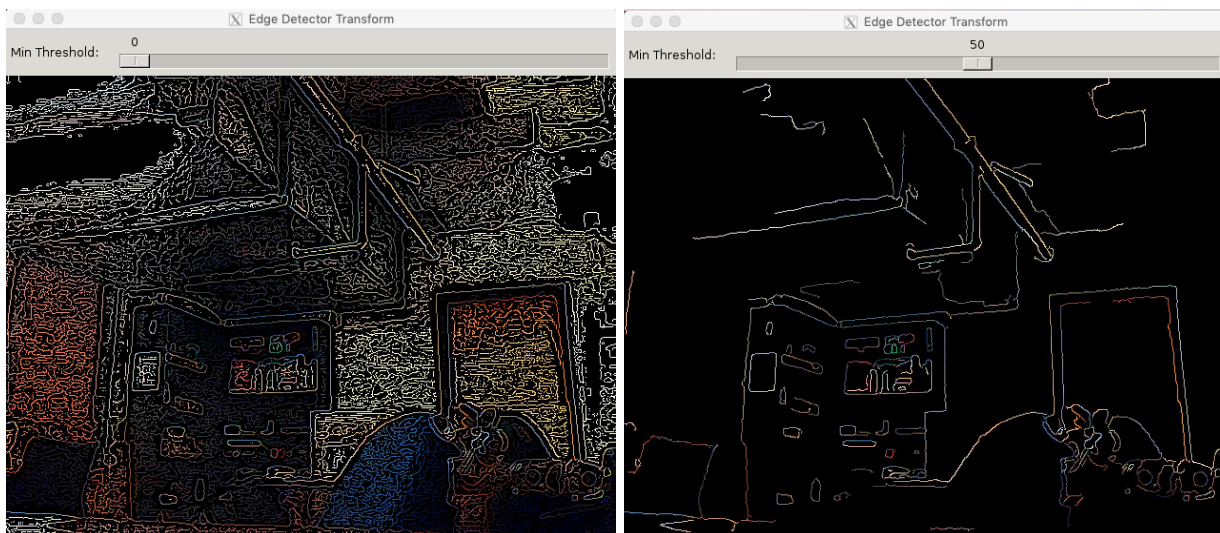 Edge Detector Transform
Min Threshold:
0
Edge Detector Transform
Min Threshold:
50